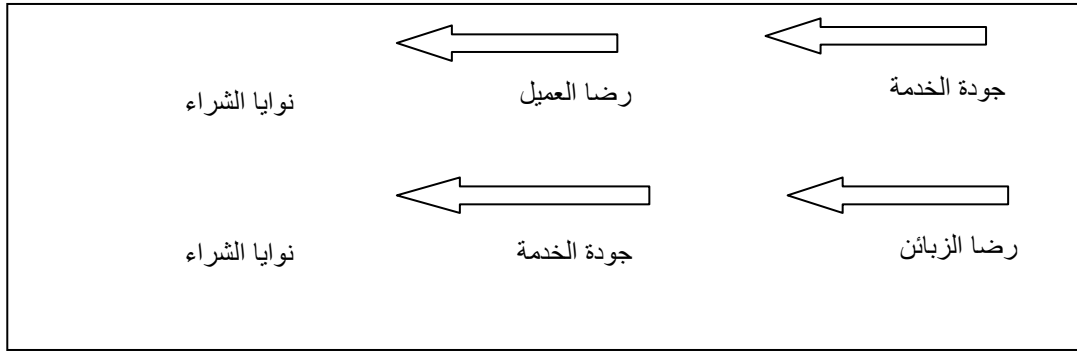 جودة الخدمة رضا العميل نوايا الشراء
رضا الزبائن جودة الخدمة نوايا الشراء